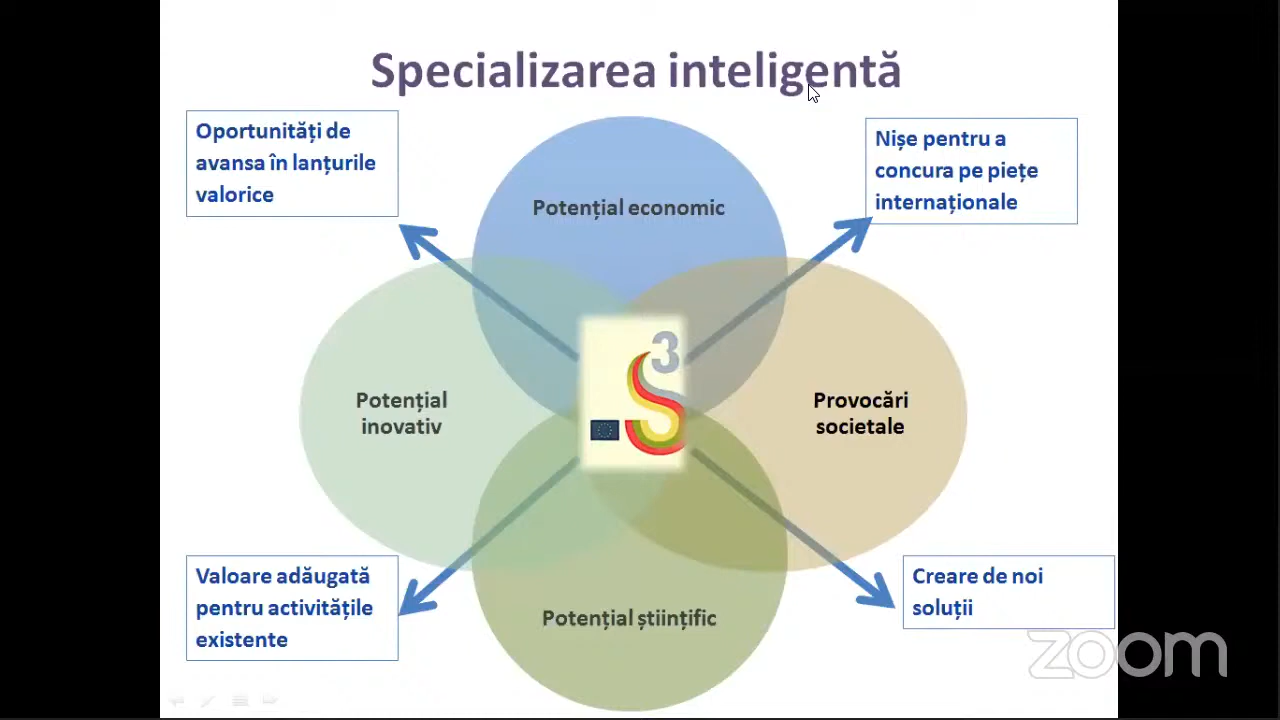 Specializarea inteligentă
Oportunități de
avansa în lanțurile
valorice
Nișe pentru a
concura pe piețe
internaționale
Potențial economic
3
S
Potențial
inovativ
Provocări
societale
Potențial științific
Valoare adăugată
pentru activitățile
existente
Creare de noi
soluții
zoom